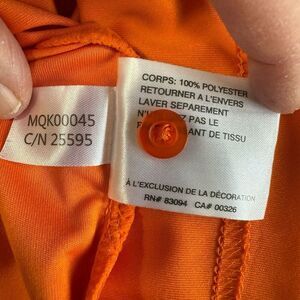 MQK00045
C/N 25595
CORPS: 100% POLYESTER
RETOURNER A L'ENVERS
LAVER SEPAREMENT
PAS LE
DE TISSU
À L'EXCLUSION DE LA DÉCORATION
RN# 83094 CA# 00326